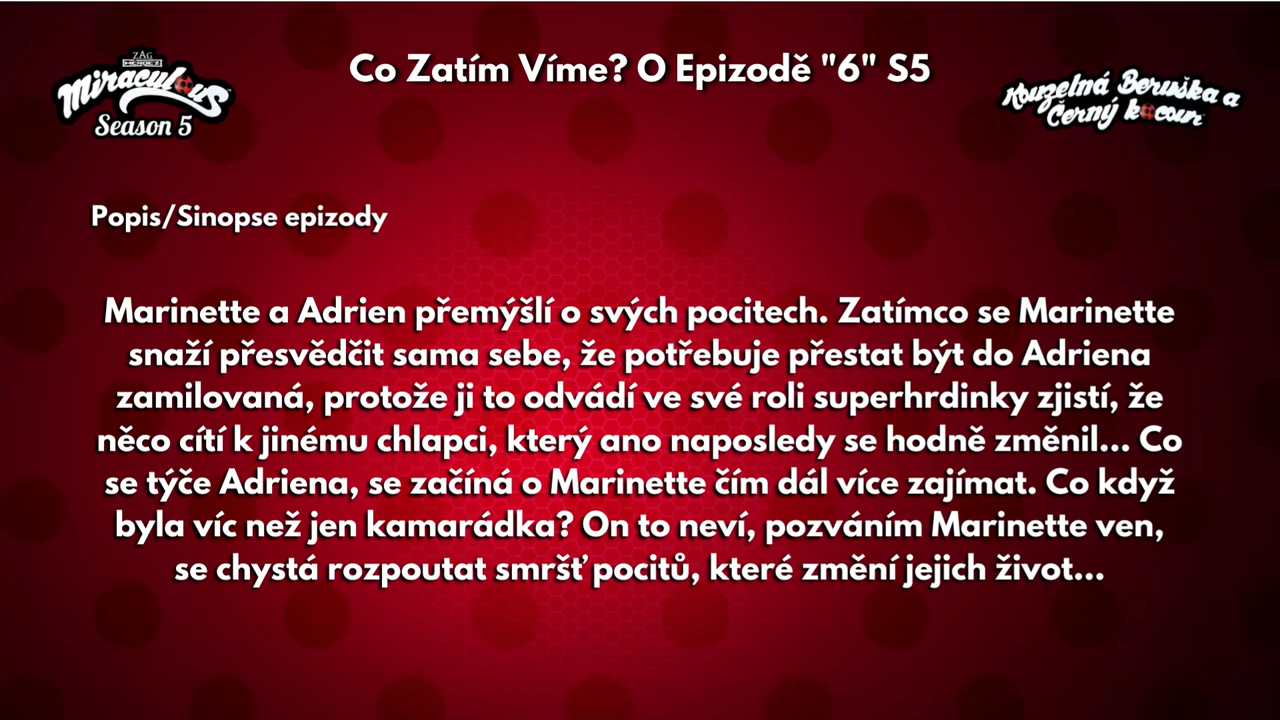 ZAG
HEROEZ
Miraculous
Season 5
Co Zatím Víme? O Epizodě "6" S5
Kouzelná Beruška a
Černý kocour
Popis/Sinopse epizody
Marinette a Adrien přemýšlí o svých pocitech. Zatímco se Marinette
snaží přesvědčit sama sebe, že potřebuje přestat být do Adriena
zamilovaná, protože ji to odvádí ve své roli superhrdinky zjistí, že
něco cítí k jinému chlapci, který ano naposledy se hodně změnil... Co
se týče Adriena, se začíná o Marinette čím dál více zajímat. Co když
byla víc než jen kamarádka? On to neví, pozváním Marinette ven,
se chystá rozpoutat smršť pocitů, které změní jejich život...